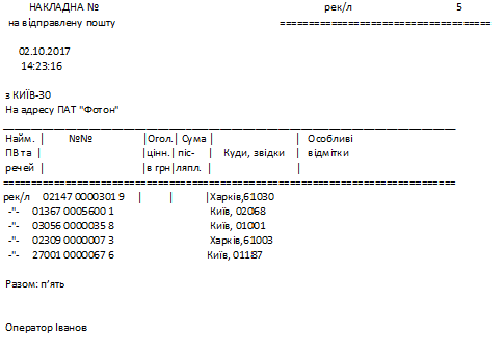 НАКЛАДНА № рек/л 5
на відправлену пошту ====================================
02.10.2017
14:23:16
з КИЇВ-30
На адресу ПАТ "Фотон"
Найм. | №№ |Огол.| Сума | | Особливі
ПВ та | |цінн.| піс- | Куди, звідки | відмітки
речей | |в грн|ляпл. | |
рек/л 02147 0000301 9 | | |Харків,61030
-"- 01367 0005600 1 Київ, 02068
-"- 03056 0000035 8 Київ, 01001
-"- 02309 0000007 3 Харків,61003
-"- 27001 0000067 6 Київ, 01187
Разом: п'ять
Оператор Іванов